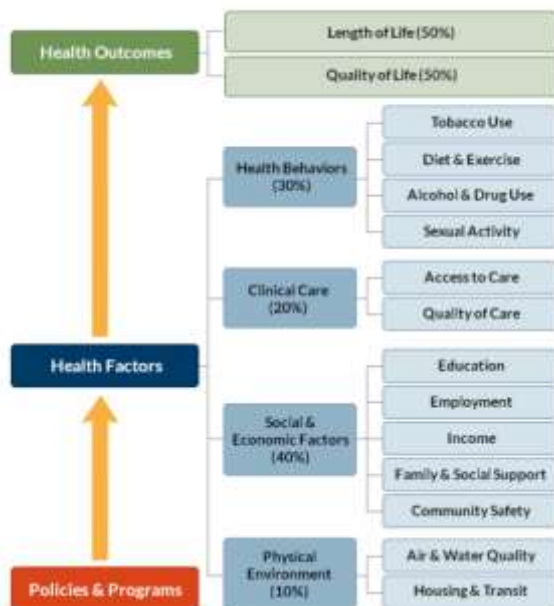 Health Outcomes
Length of Life (50%)
Quality of Life (50%)
Health Factors
Health Behaviors
(30%)
Tobacco Use
Diet & Exercise
Alcohol & Drug Use
Sexual Activity
Clinical Care
(20%)
Access to Care
Quality of Care
Social &
Economic Factors
(40%)
Education
Employment
Income
Family & Social Support
Community Safety
Physical
Environment
(10%)
Air & Water Quality
Housing & Transit
Policies & Programs